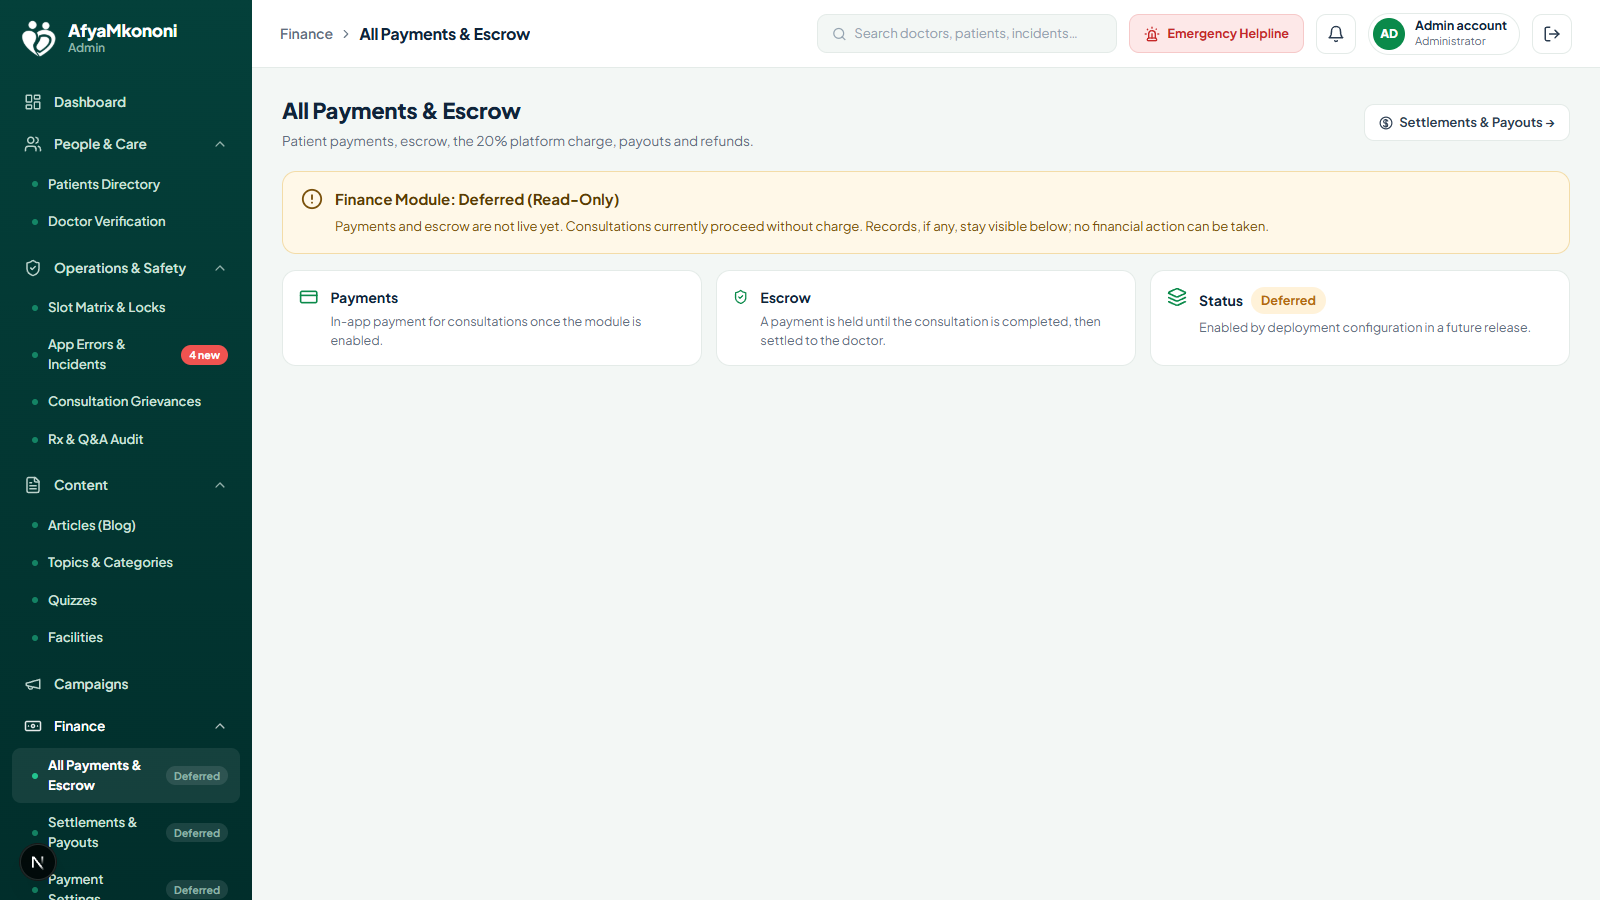 AfyaMkononi
Admin
Dashboard
People & Care
Patients Directory
Doctor Verification
Operations & Safety
Slot Matrix & Locks
App Errors &
Incidents
4 new
Consultation Grievances
Rx & Q&A Audit
Content
Articles (Blog)
Topics & Categories
Quizzes
Facilities
Campaigns
Finance
All Payments &
Escrow
Deferred
Settlements &
Payouts
Deferred
Payment
Settings
Deferred
N
Finance > All Payments & Escrow
Search doctors, patients, incidents...
Emergency Helpline
AD
Admin account
Administrator
All Payments & Escrow
Patient payments, escrow, the 20% platform charge, payouts and refunds.
Settlements & Payouts →
Finance Module: Deferred (Read-Only)
Payments and escrow are not live yet. Consultations currently proceed without charge. Records, if any, stay visible below; no financial action can be taken.
Payments
In-app payment for consultations once the module is
enabled.
Escrow
A payment is held until the consultation is completed, then
settled to the doctor.
Status Deferred
Enabled by deployment configuration in a future release.